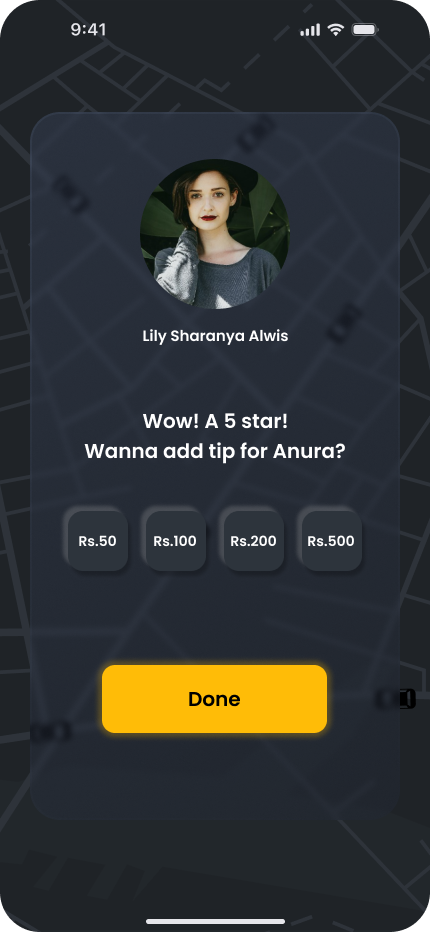 9:41
Lily Sharanya Alwis
Wow! A 5 star!
Wanna add tip for Anura?
Rs.50 Rs.100 Rs.200 Rs.500
Done